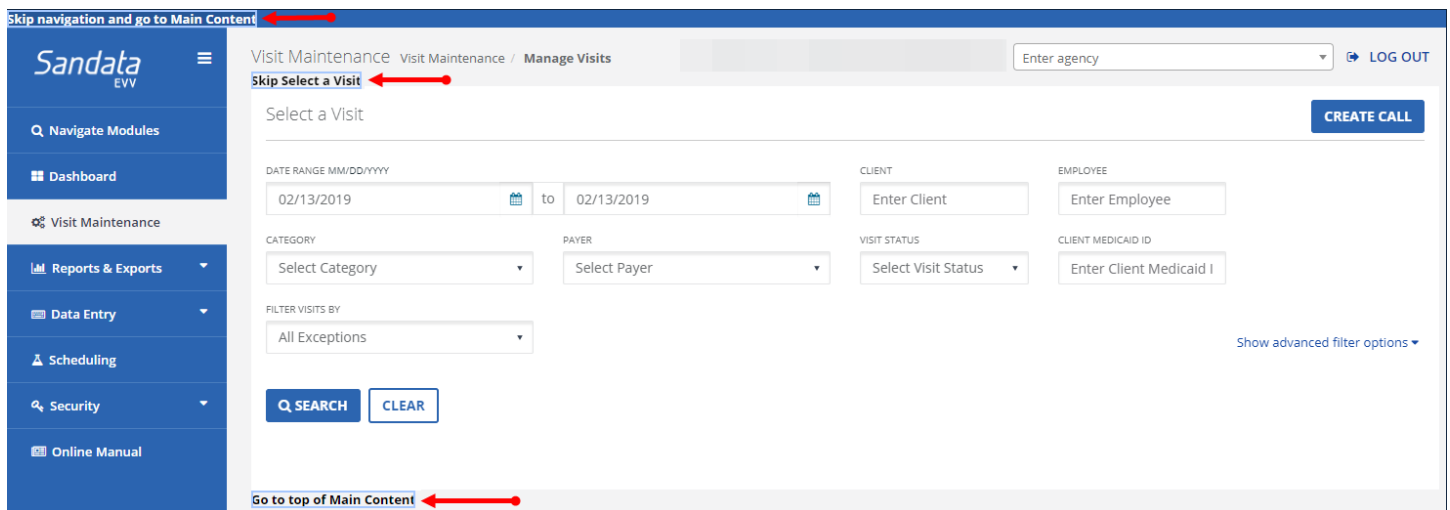 Skip navigation and go to Main Content
Sandata
EVV
Visit Maintenance Visit Maintenance / Manage Visits
Enter agency
LOG OUT
Skip Select a Visit
Select a Visit
CREATE CALL
Navigate Modules
Dashboard
Visit Maintenance
Reports & Exports
Data Entry
Scheduling
Security
Online Manual
DATE RANGE MM/DD/YYYY
CLIENT
EMPLOYEE
02/13/2019 to 02/13/2019
Enter Client
Enter Employee
CATEGORY
PAYER
VISIT STATUS
CLIENT MEDICAID ID
Select Category
Select Payer
Select Visit Status
Enter Client Medicaid I
FILTER VISITS BY
All Exceptions
Show advanced filter options
SEARCH
CLEAR
Go to top of Main Content